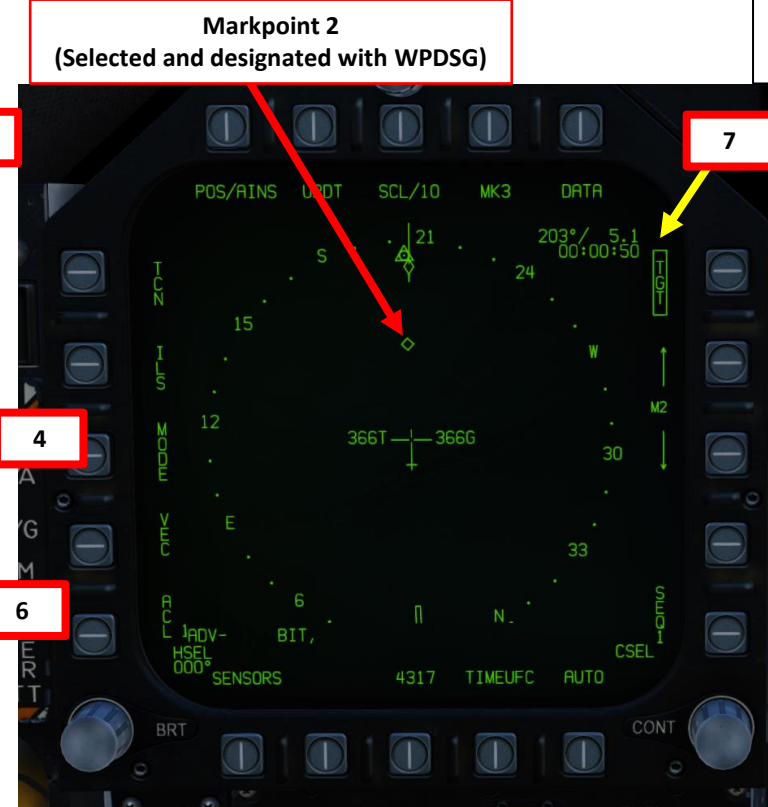 Markpoint 2
(Selected and designated with WPDSG)
7
POS/AINS UPDT SCL/10 MK3 DATA
203°/ 5.1
00:00:50
TGT
TCN
S
21
24
15
W
ILS
M2
12
366T 366G
30
4
MODE
A
E
33
VEC
/G
M
6
6
N
ACL
SEQ1
1ADV- BIT,
HSEL
000°
CSEL
SENSORS 4317 TIMEUFC AUTO
E
R
TT
BRT
CONT